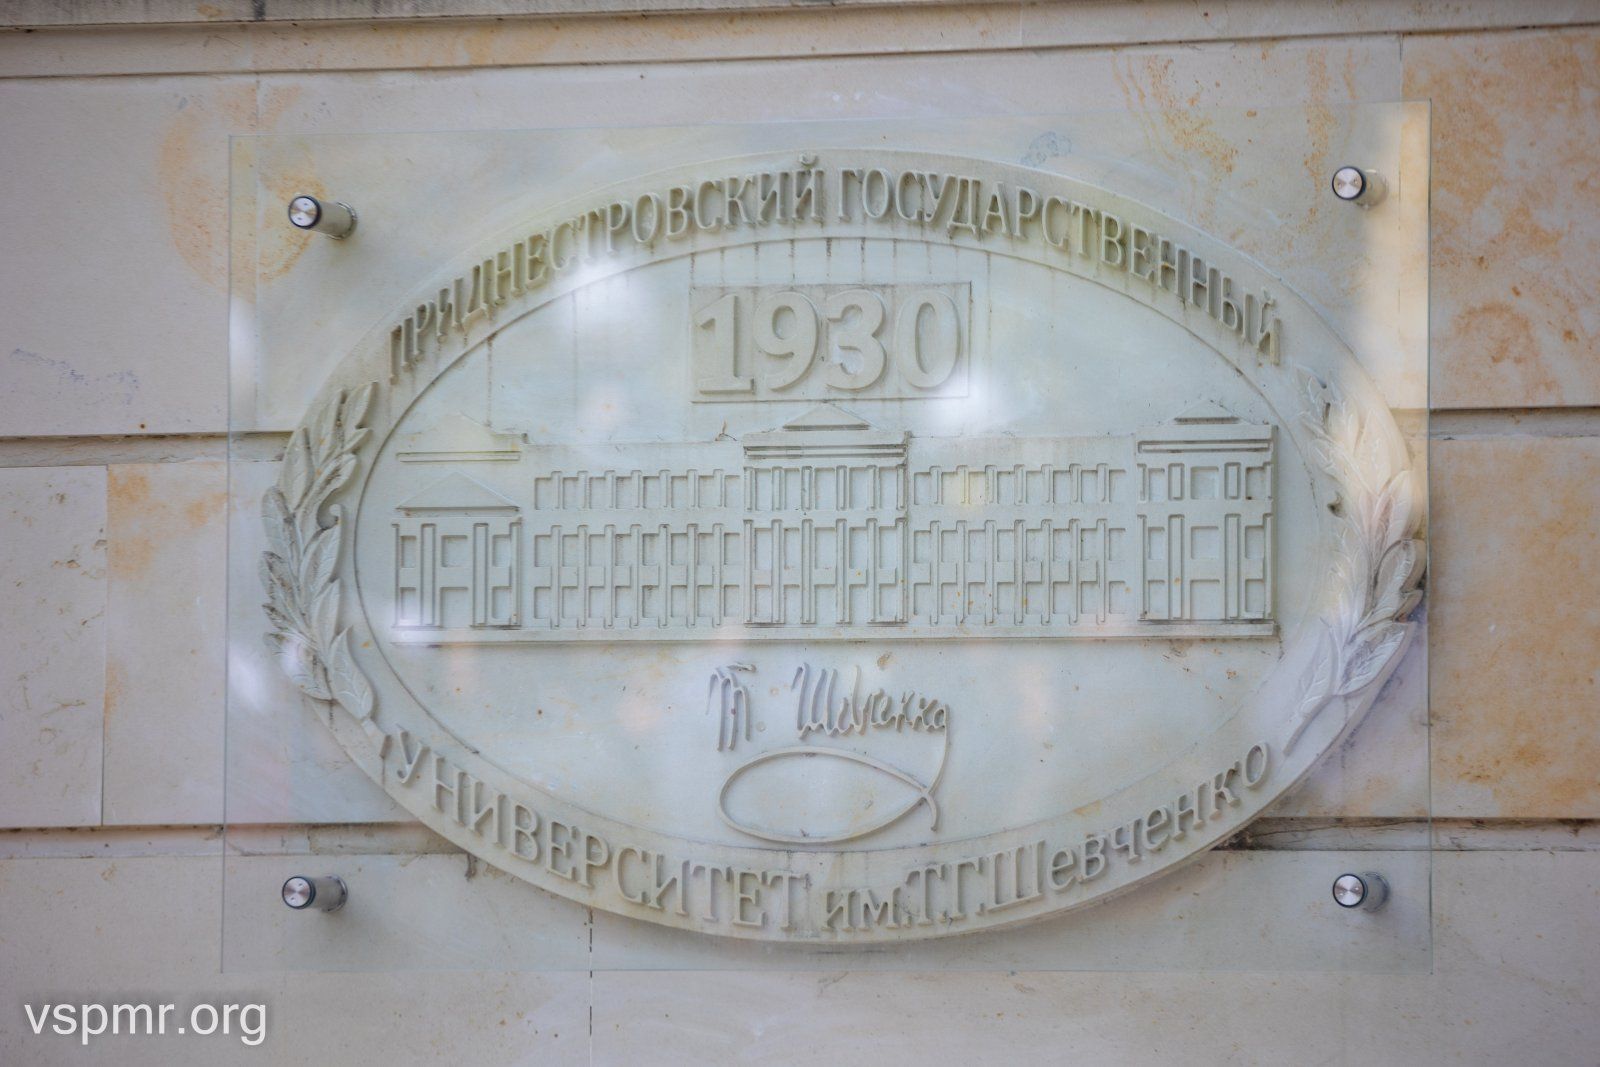 ПРИДНЕСТРОВСКИЙ ГОСУДАРСТВЕННЫЙ
1930
Т. Шевченко
УНИВЕРСИТЕТ им.Т.Г.Шевченко
vspmr.org